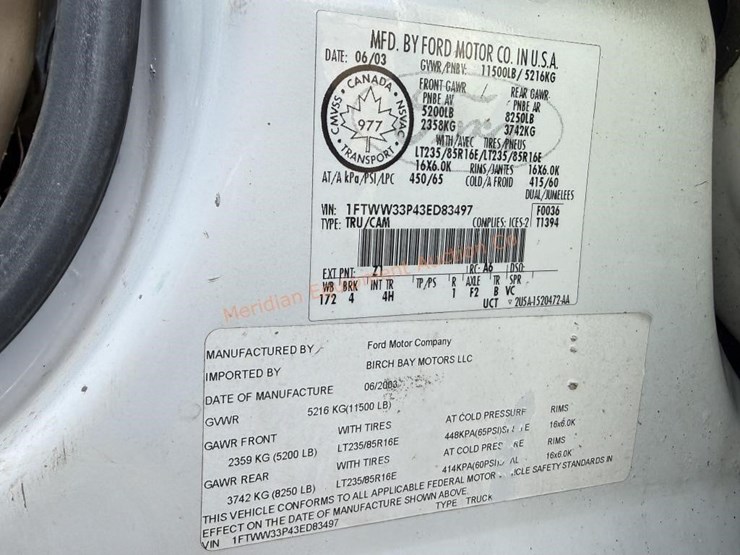 MFD. BY FORD MOTOR CO. IN U.S.A.
DATE: 06/03 GVWR/PNBV: 11500LB/ 5216KG
CANADA
CMVSS NSVAC
977
TRANSPORT
FRONT GAWR / REAR GAWR
PNBE AV PNBE AR
5200LB 8250LB
2358KG 3742KG
WITH/AVEC TIRES/PNEUS
LT235/85R16E/LT235/85R16E
16X6.0K RIMS/JANTES 16X6.0K
AT/A kPa/PSI/LPC 450/65 COLD/A FROID 415/60
DUAL/JUMELEES
VIN: 1FTWW33P43ED83497 F0036
TYPE: TRU/CAM COMPLIES: ICES-2 T1394
EXT PNT: Z1 RC: A6 DSO:
WB BRK INT TR TP/PS R AXLE TR SPR
172 4 4H 1 F2 B VC
UCT 2U5A-1520472-AA
Meridian Equipment Auction Co
MANUFACTURED BY Ford Motor Company
IMPORTED BY BIRCH BAY MOTORS LLC
DATE OF MANUFACTURE 06/2003
GVWR 5216 KG(11500 LB)
GAWR FRONT WITH TIRES AT COLD PRESSURE RIMS
2359 KG (5200 LB) LT235/85R16E 448KPA(65PSI) 16x6.0K
GAWR REAR WITH TIRES AT COLD RIMS
3742 KG (8250 LB) LT235/85R16E 414KPA(60PSI) 16x6.0K
THIS VEHICLE CONFORMS TO ALL APPLICABLE FEDERAL MOTOR SAFETY STANDARDS IN
EFFECT ON THE DATE OF MANUFACTURE SHOWN ABOVE
VIN 1FTWW33P43ED83497 TYPE TRUCK